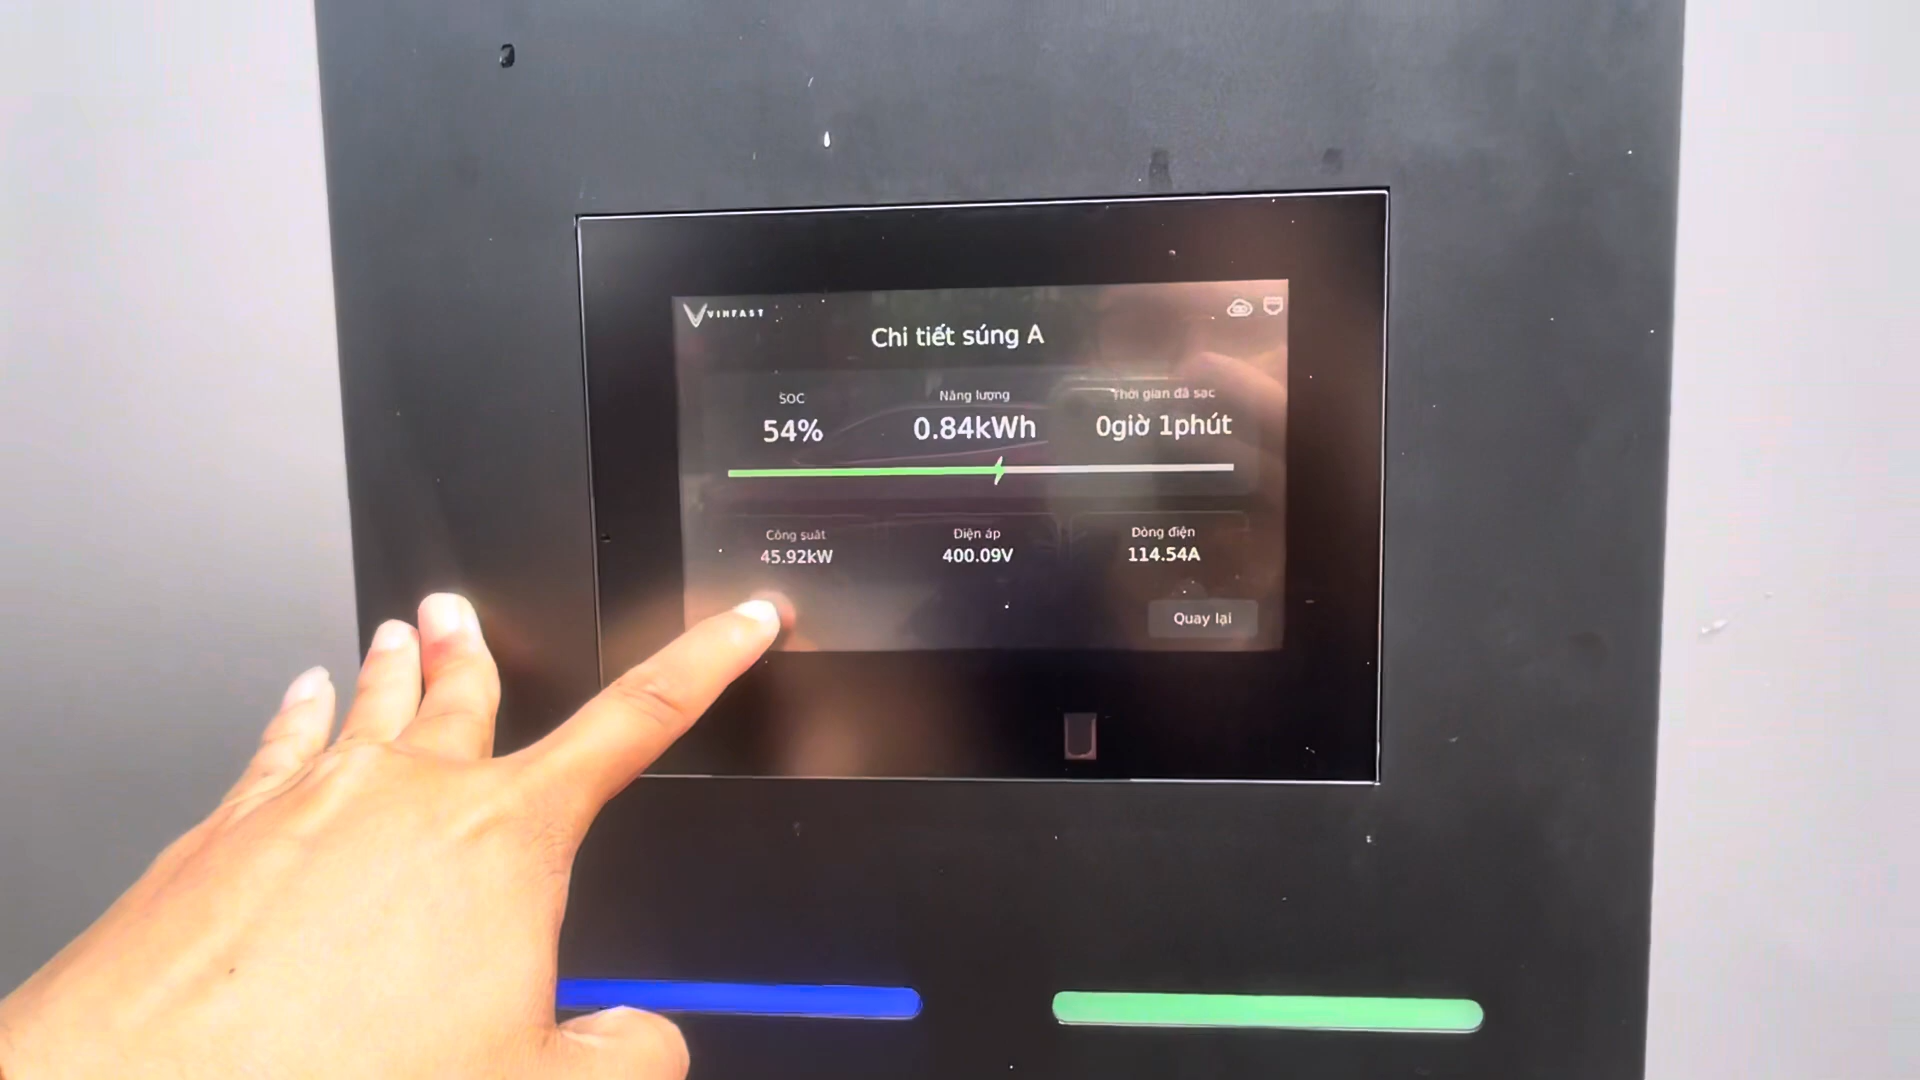 VINFAST
Chi tiết súng A
SOC
Năng lượng
Thời gian đã sạc
54%
0.84kWh
0giờ 1phút
Công suất
Điện áp
Dòng điện
45.92kW
400.09V
114.54A
Quay lại